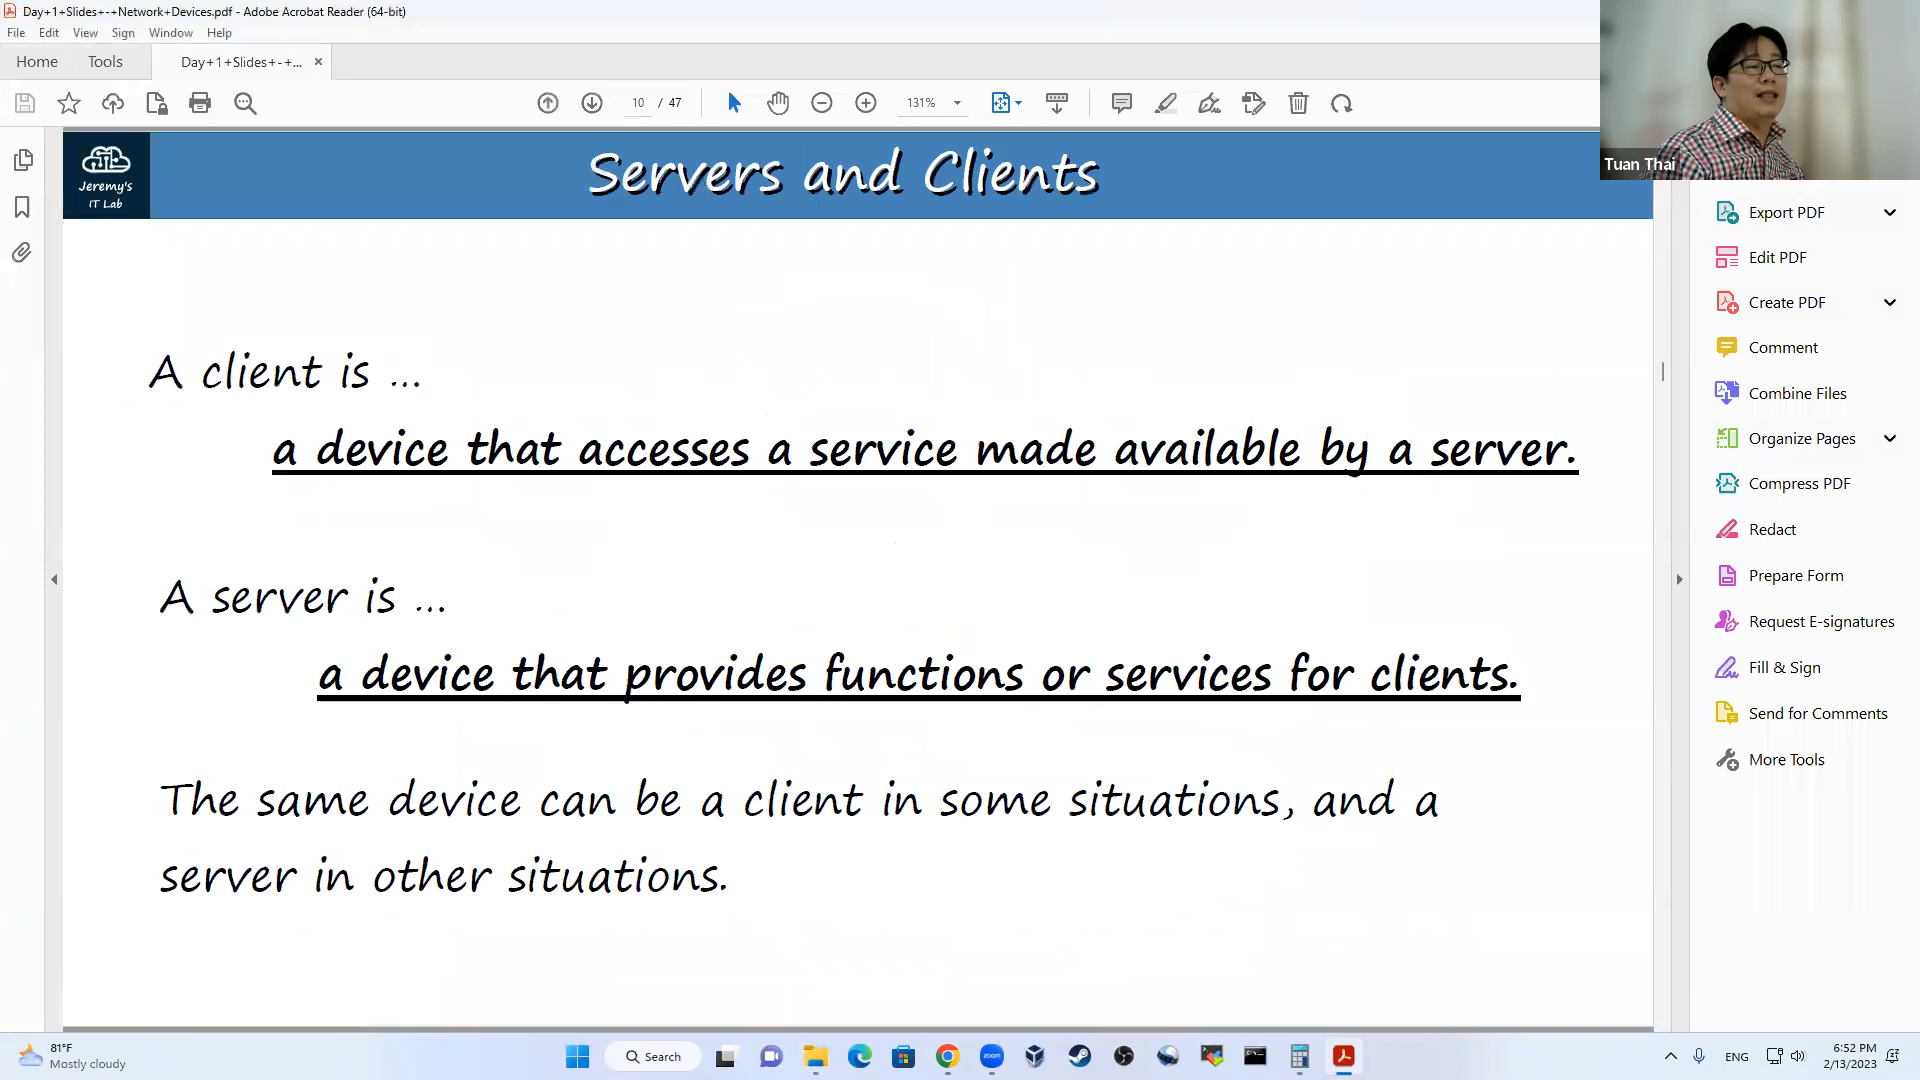 Day+1+Slides+-+Network+Devices.pdf - Adobe Acrobat Reader (64-bit)
File Edit View Sign Window Help
Home Tools Day+1+Slides+-+...
10 / 47 131%
Tuan Thai
Jeremy's
IT Lab
Servers and Clients
A client is ...
a device that accesses a service made available by a server.
A server is ...
a device that provides functions or services for clients.
The same device can be a client in some situations, and a
server in other situations.
Export PDF
Edit PDF
Create PDF
Comment
Combine Files
Organize Pages
Compress PDF
Redact
Prepare Form
Request E-signatures
Fill & Sign
Send for Comments
More Tools
81°F
Mostly cloudy
Search
zoom
ENG
6:52 PM
2/13/2023